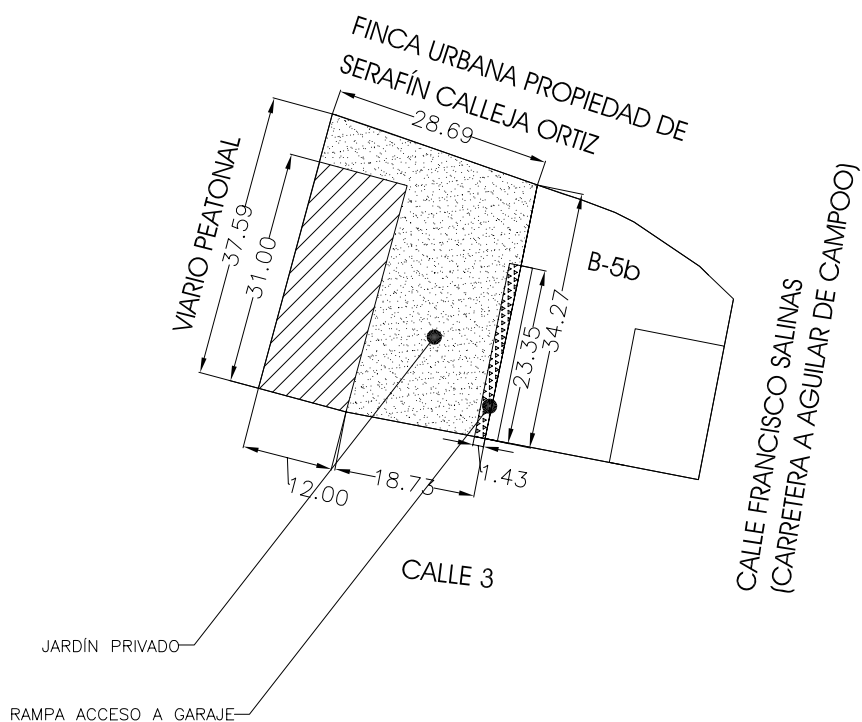 FINCA URBANA PROPIEDAD DE
SERAFÍN CALLEJA ORTIZ
28.69
VIARIO PEATONAL
37.59
31.00
B-5b
23.35
34.27
CALLE FRANCISCO SALINAS
(CARRETERA A AGUILAR DE CAMPOO)
12.00
18.73
1.43
CALLE 3
JARDÍN PRIVADO
RAMPA ACCESO A GARAJE